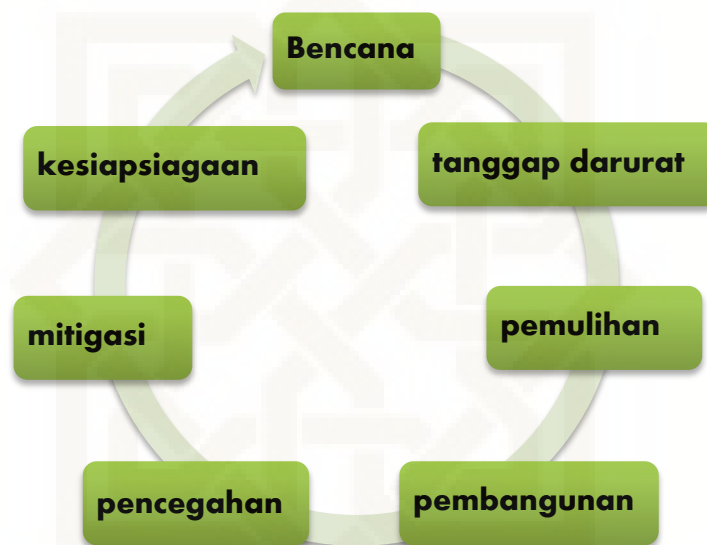 Bencana
tanggap darurat
pemulihan
pembangunan
pencegahan
mitigasi
kesiapsiagaan